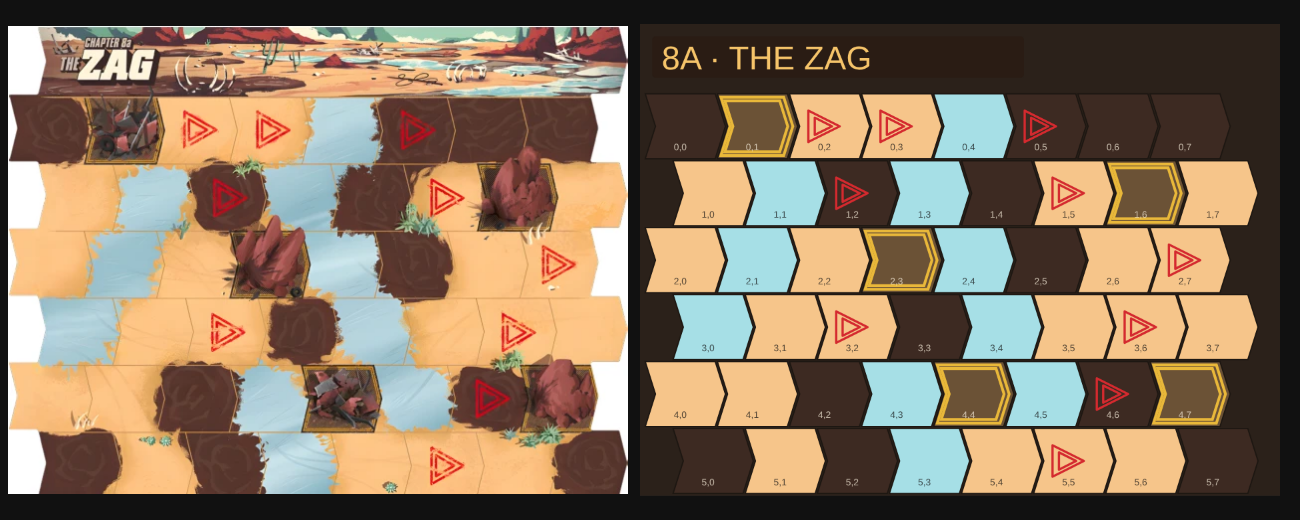 CHAPTER 8a
THE ZAG
8A · THE ZAG
0,0 0,1 0,2 0,3 0,4 0,5 0,6 0,7
1,0 1,1 1,2 1,3 1,4 1,5 1,6 1,7
2,0 2,1 2,2 2,3 2,4 2,5 2,6 2,7
3,0 3,1 3,2 3,3 3,4 3,5 3,6 3,7
4,0 4,1 4,2 4,3 4,4 4,5 4,6 4,7
5,0 5,1 5,2 5,3 5,4 5,5 5,6 5,7